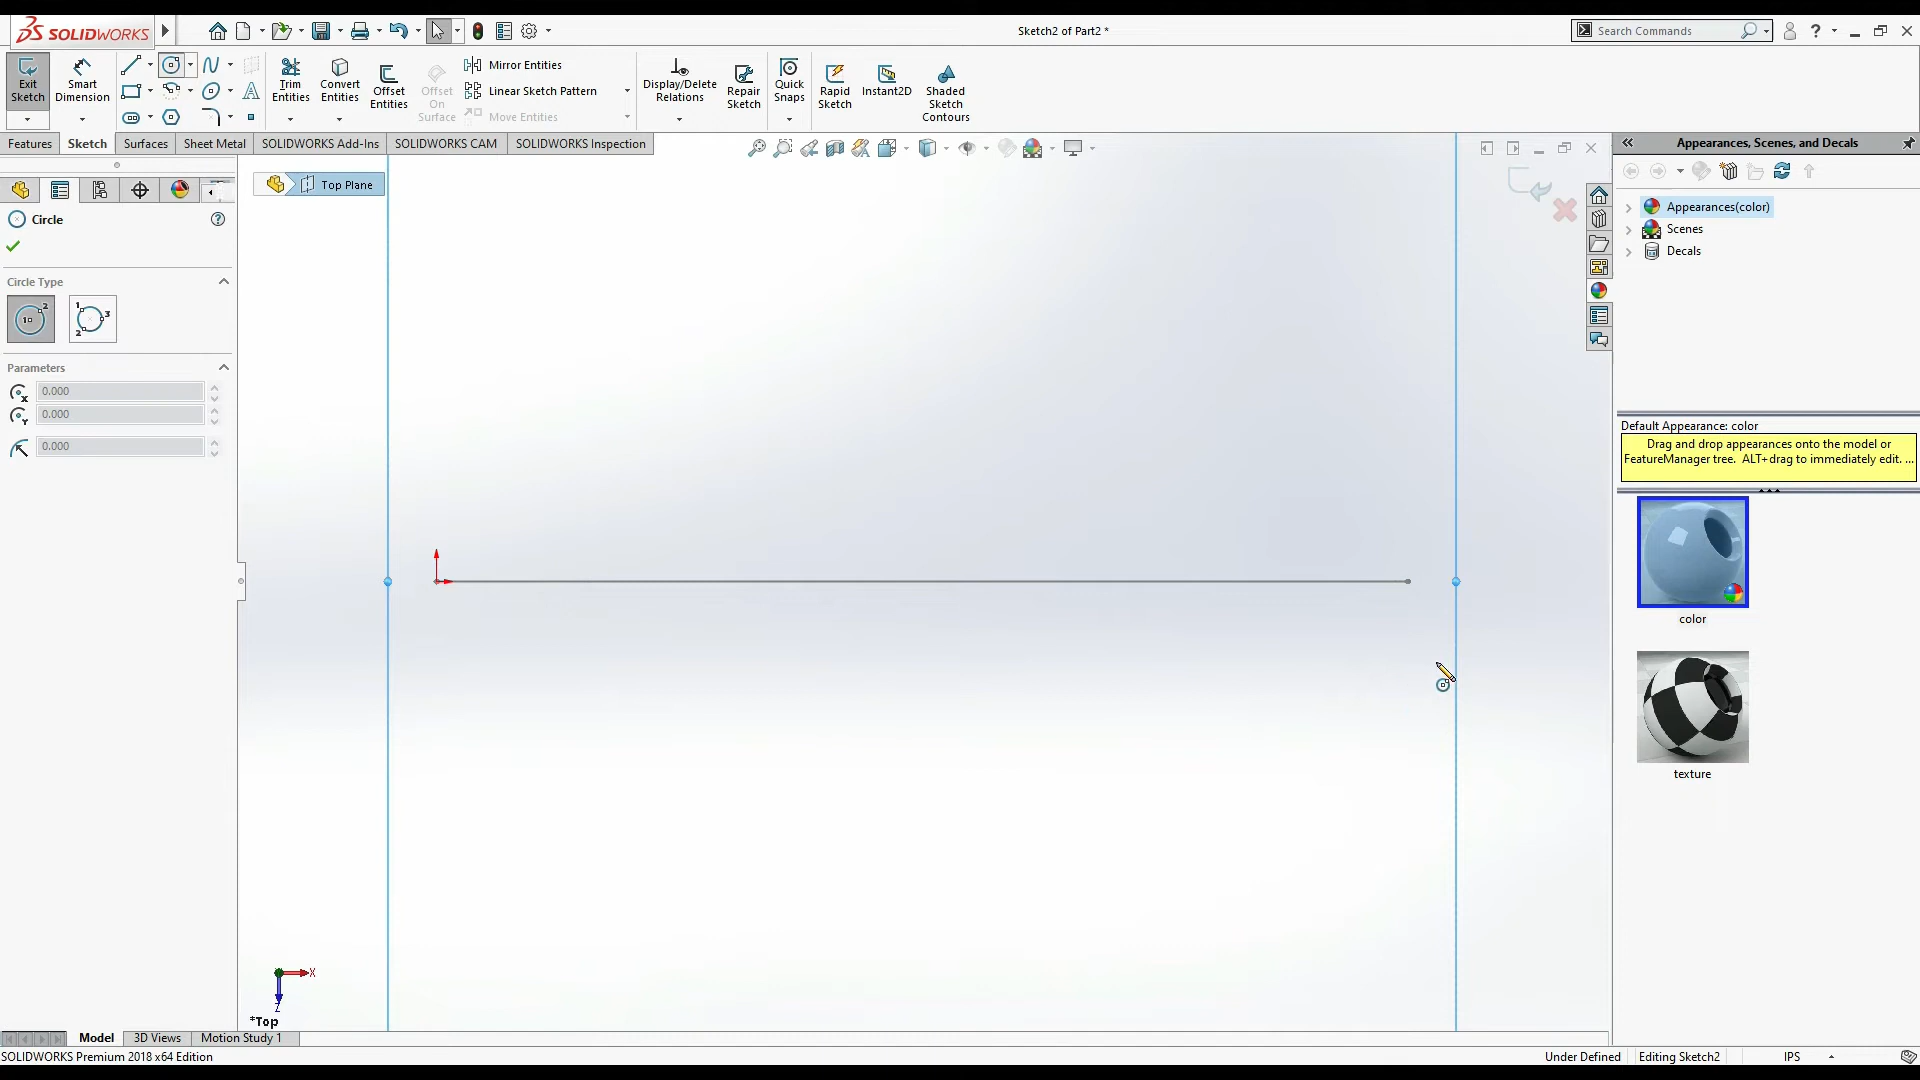 SOLIDWORKS
Sketch2 of Part2 *
Search Commands
Exit Sketch
Smart Dimension
Trim Entities
Convert Entities
Offset Entities
Offset On Surface
Mirror Entities
Linear Sketch Pattern
Move Entities
Display/Delete Relations
Repair Sketch
Quick Snaps
Rapid Sketch
Instant2D
Shaded Sketch Contours
Features
Sketch
Surfaces
Sheet Metal
SOLIDWORKS Add-Ins
SOLIDWORKS CAM
SOLIDWORKS Inspection
Appearances, Scenes, and Decals
Top Plane
Circle
Circle Type
Parameters
0.000
0.000
0.000
Appearances(color)
Scenes
Decals
Default Appearance: color
Drag and drop appearances onto the model or
FeatureManager tree. ALT+drag to immediately edit. ...
color
texture
X
Z
*Top
Model
3D Views
Motion Study 1
SOLIDWORKS Premium 2018 x64 Edition
Under Defined
Editing Sketch2
IPS